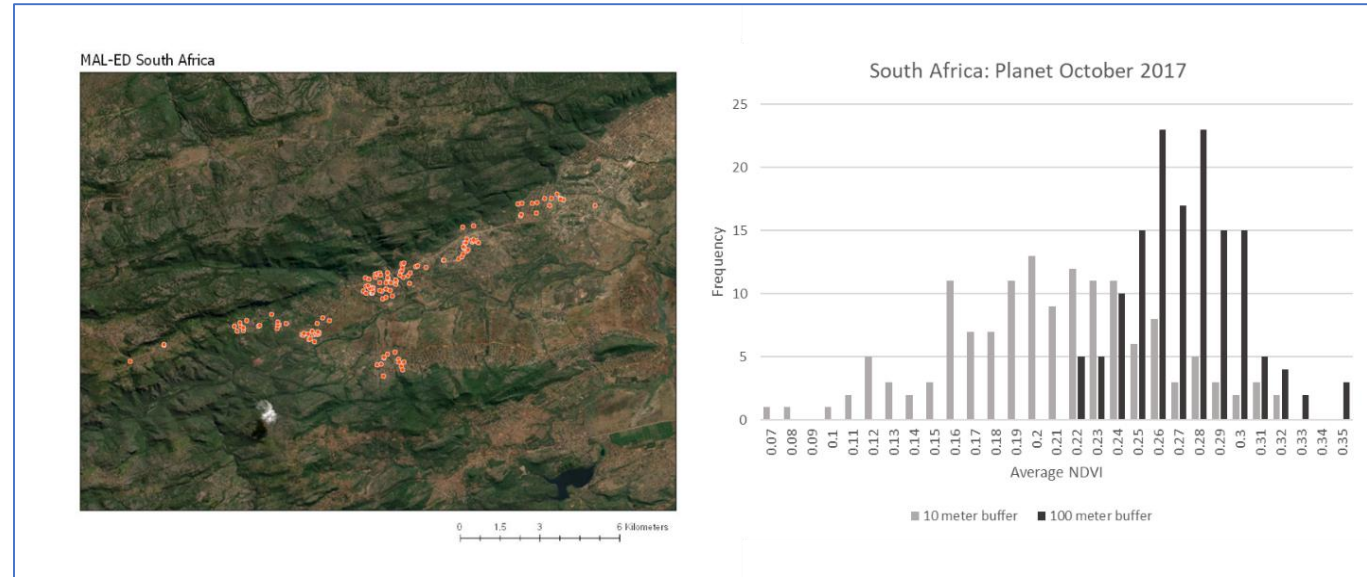 MAL-ED South Africa
0 1.5 3 6 Kilometers
South Africa: Planet October 2017
Frequency
25
20
15
10
5
0
0.07 0.08 0.09 0.1 0.11 0.12 0.13 0.14 0.15 0.16 0.17 0.18 0.19 0.2 0.21 0.22 0.23 0.24 0.25 0.26 0.27 0.28 0.29 0.3 0.31 0.32 0.33 0.34 0.35
Average NDVI
10 meter buffer 100 meter buffer